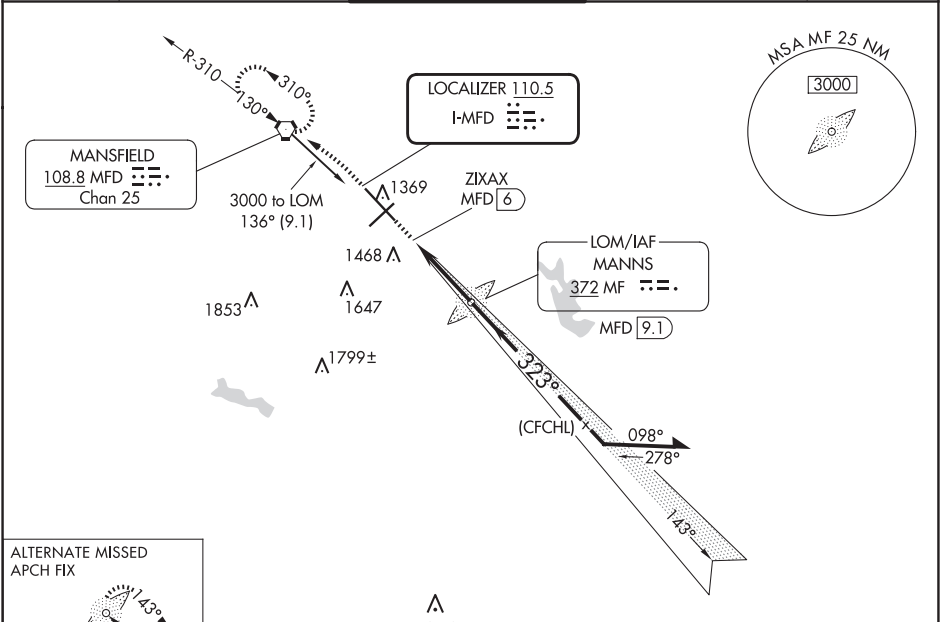 MSA MF 25 NM
3000
R-310
310°
130°
LOCALIZER 110.5
I-MFD
MANSFIELD
108.8 MFD
Chan 25
3000 to LOM
136° (9.1)
1369
ZIXAX
MFD 6
1468
LOM/IAF
MANNS
372 MF
MFD 9.1
1853
1647
1799±
323°
(CFCHL)
098°
278°
143°
ALTERNATE MISSED
APCH FIX
143°